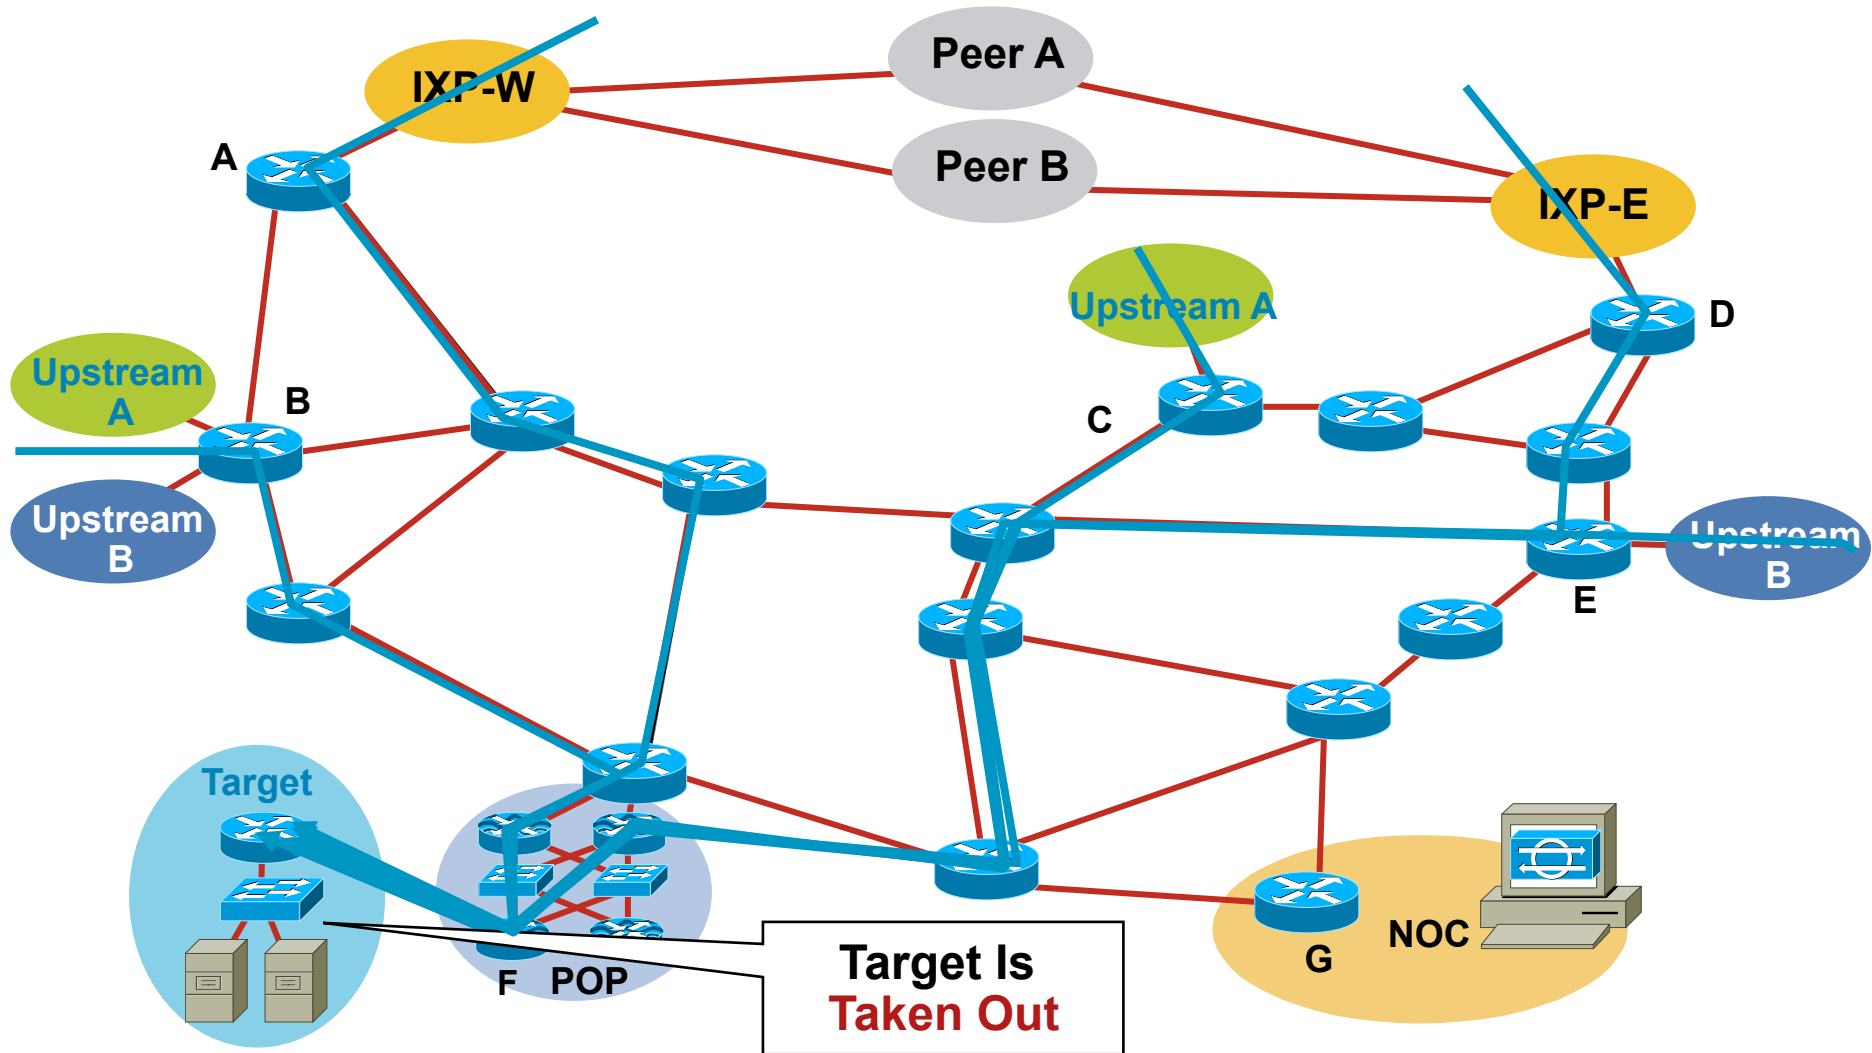 Peer A
IXP-W
A
Peer B
IXP-E
Upstream A
D
Upstream
A
B
C
Upstream
B
Upstream
B
E
Target
NOC
G
F
POP
Target Is
Taken Out